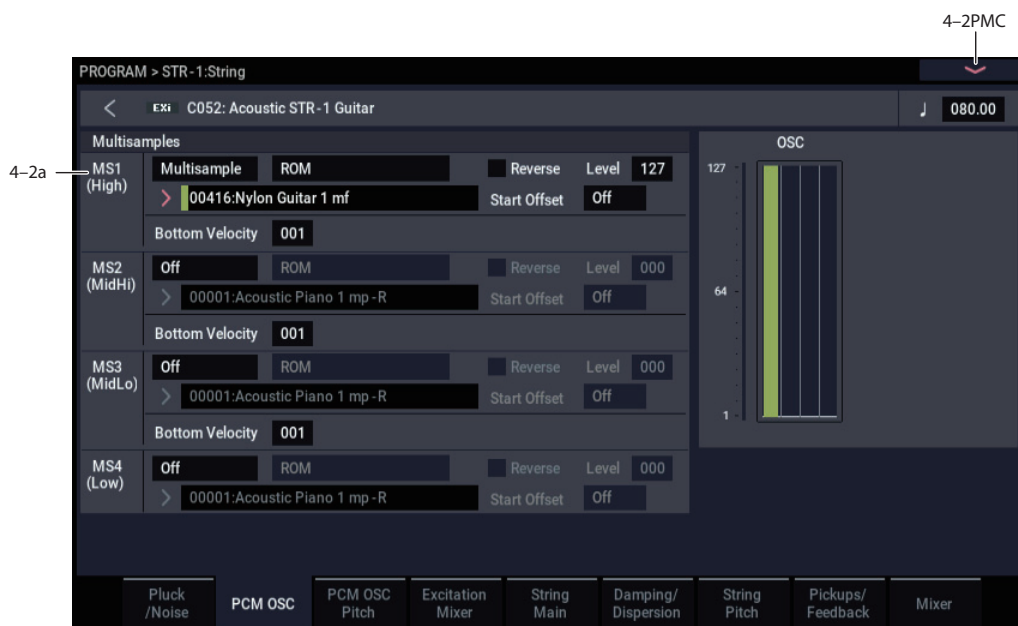 4–2PMC
PROGRAM > STR-1:String
EXi C052: Acoustic STR-1 Guitar
♩ 080.00
Multisamples
4–2a
MS1
(High)
Multisample ROM Reverse Level 127
00416:Nylon Guitar 1 mf Start Offset Off
Bottom Velocity 001
MS2
(MidHi)
Off ROM Reverse Level 000
00001:Acoustic Piano 1 mp-R Start Offset Off
Bottom Velocity 001
MS3
(MidLo)
Off ROM Reverse Level 000
00001:Acoustic Piano 1 mp-R Start Offset Off
Bottom Velocity 001
MS4
(Low)
Off ROM Reverse Level 000
00001:Acoustic Piano 1 mp-R Start Offset Off
OSC
127
64
1
Pluck
/Noise
PCM OSC
PCM OSC
Pitch
Excitation
Mixer
String
Main
Damping/
Dispersion
String
Pitch
Pickups/
Feedback
Mixer